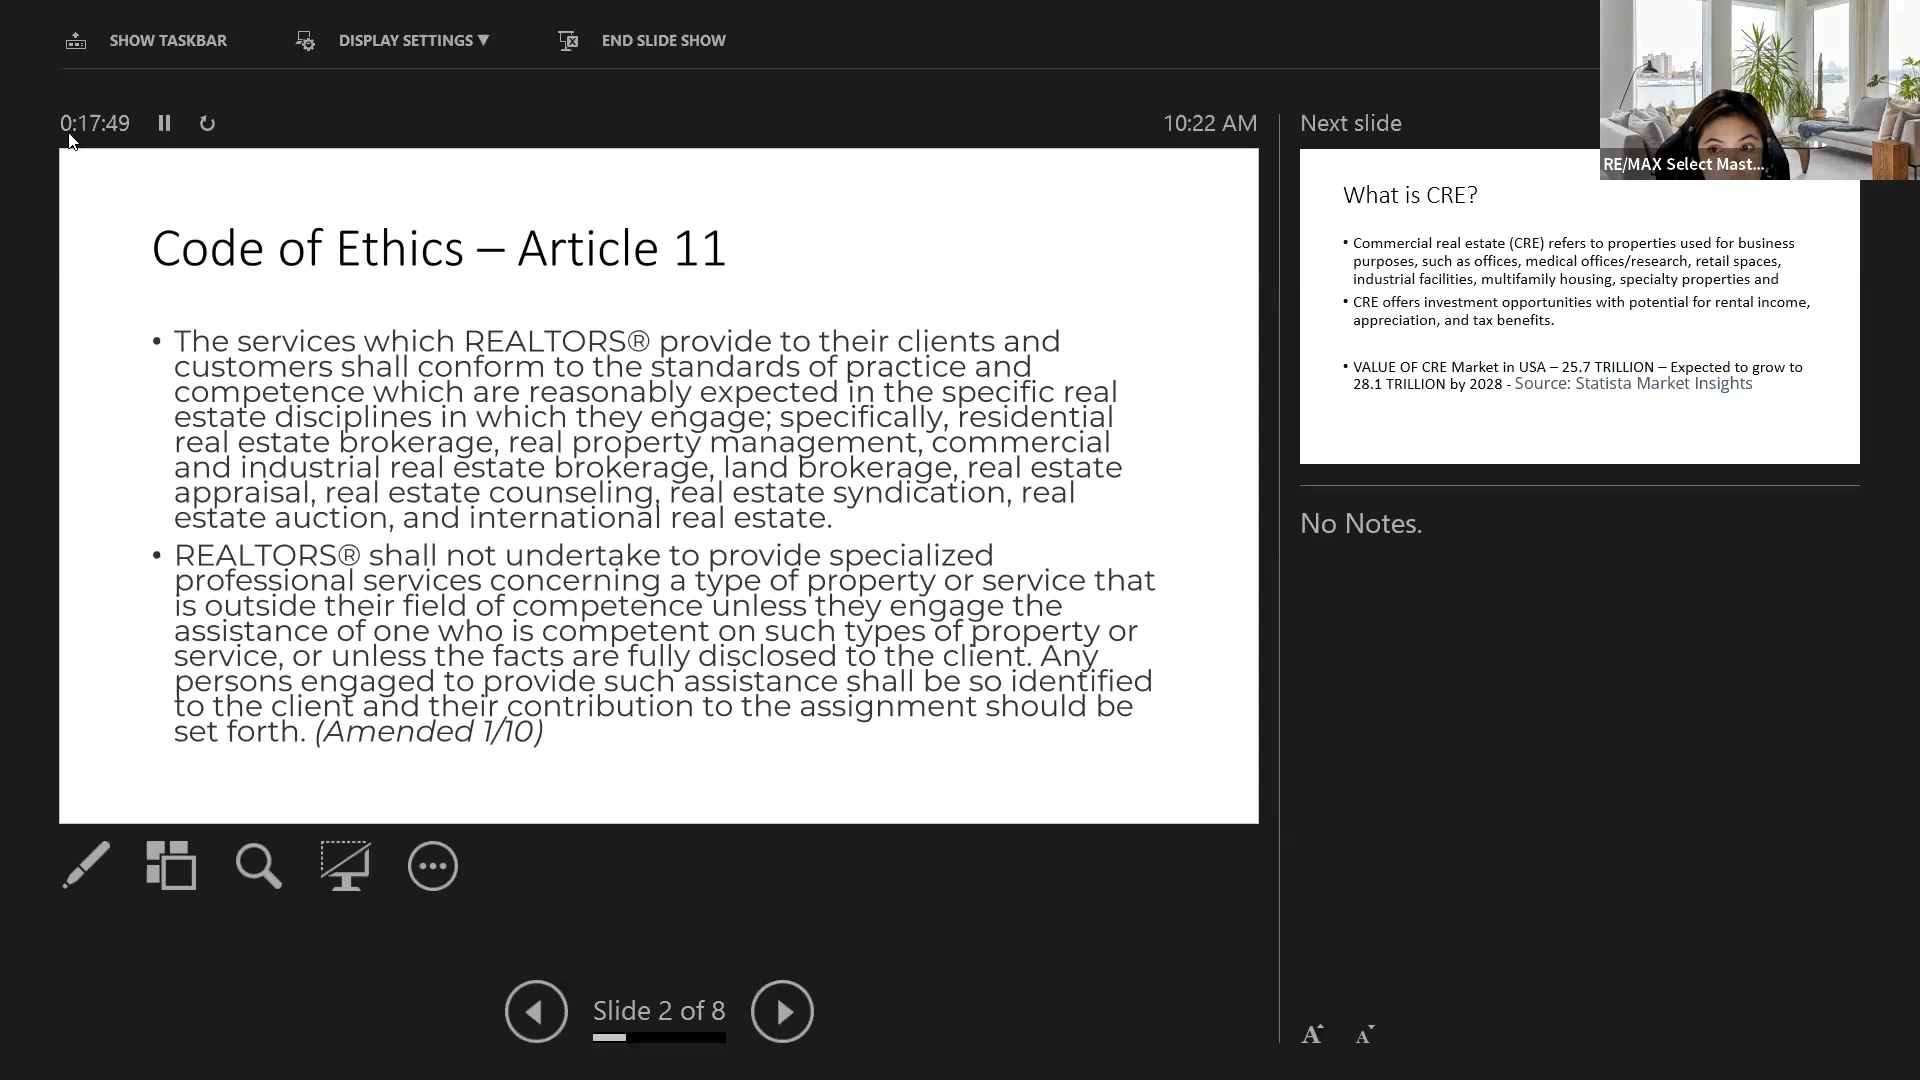 SHOW TASKBAR
DISPLAY SETTINGS ▼
END SLIDE SHOW
0:17:49
10:22 AM
Code of Ethics – Article 11
• The services which REALTORS® provide to their clients and
customers shall conform to the standards of practice and
competence which are reasonably expected in the specific real
estate disciplines in which they engage; specifically, residential
real estate brokerage, real property management, commercial
and industrial real estate brokerage, land brokerage, real estate
appraisal, real estate counseling, real estate syndication, real
estate auction, and international real estate.
• REALTORS® shall not undertake to provide specialized
professional services concerning a type of property or service that
is outside their field of competence unless they engage the
assistance of one who is competent on such types of property or
service, or unless the facts are fully disclosed to the client. Any
persons engaged to provide such assistance shall be so identified
to the client and their contribution to the assignment should be
set forth. (Amended 1/10)
Slide 2 of 8
Next slide
RE/MAX Select Mast...
What is CRE?
• Commercial real estate (CRE) refers to properties used for business
purposes, such as offices, medical offices/research, retail spaces,
industrial facilities, multifamily housing, specialty properties and
• CRE offers investment opportunities with potential for rental income,
appreciation, and tax benefits.
• VALUE OF CRE Market in USA – 25.7 TRILLION – Expected to grow to
28.1 TRILLION by 2028 - Source: Statista Market Insights
No Notes.
A A